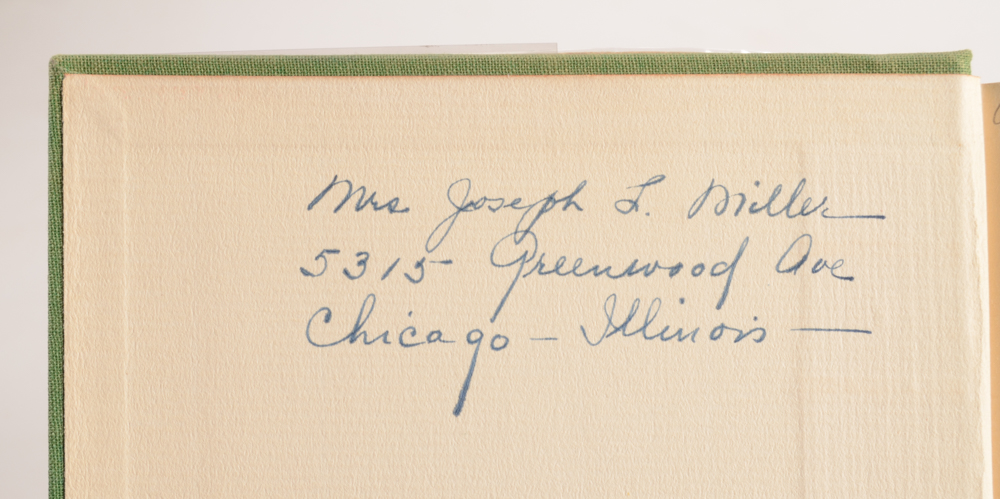 Mrs Joseph L. Miller
5315 Greenwood Ave
Chicago - Illinois —